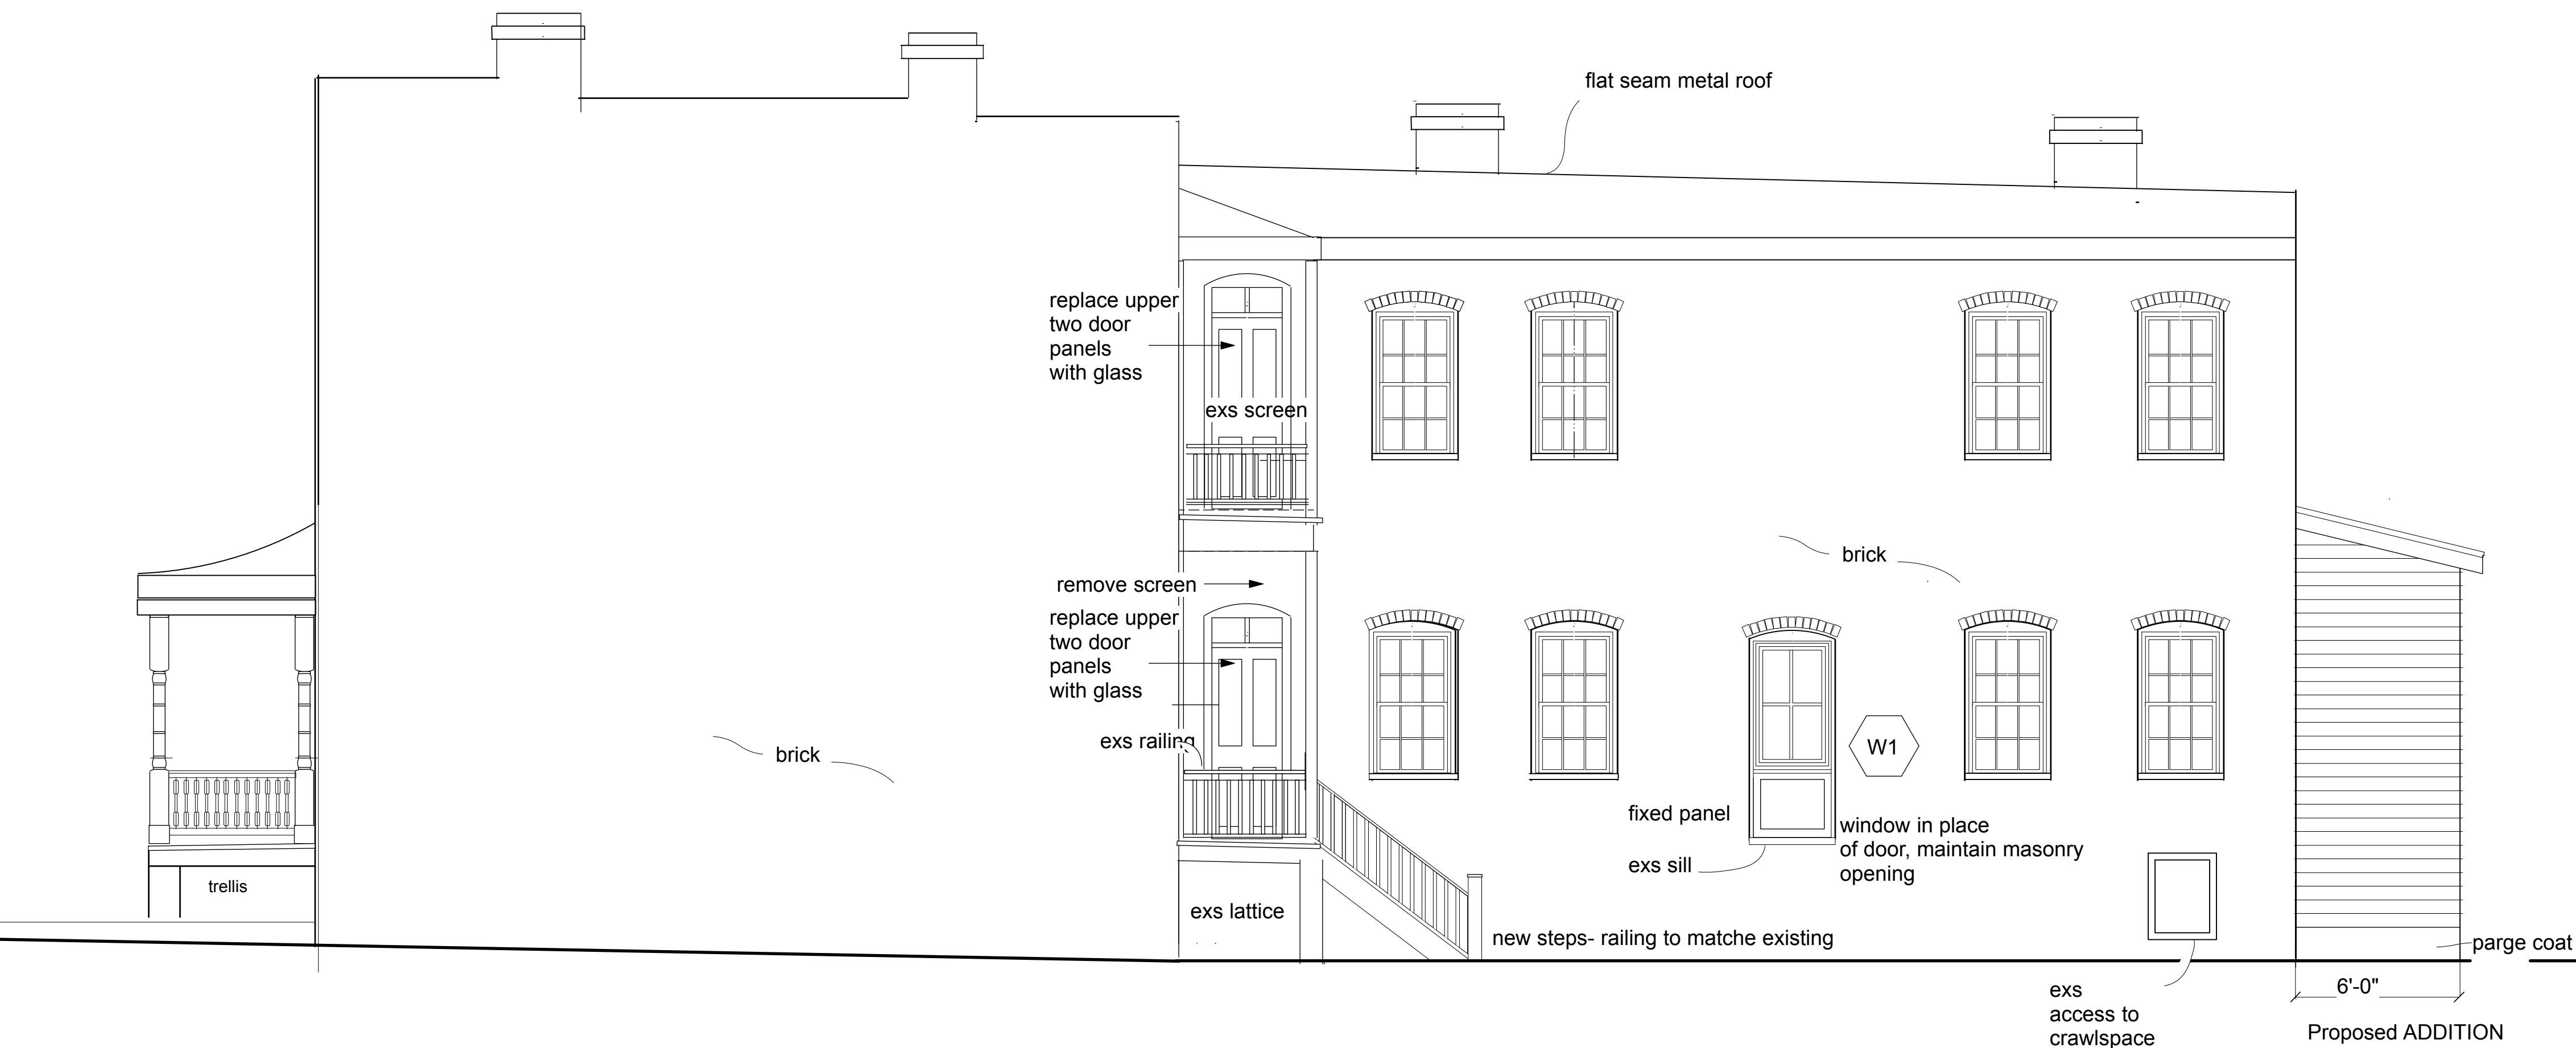 flat seam metal roof
replace upper
two door
panels
with glass
exs screen
remove screen
replace upper
two door
panels
with glass
exs railing
brick
brick
W1
fixed panel
exs sill
window in place
of door, maintain masonry
opening
trellis
exs lattice
new steps- railing to matche existing
parge coat
6'-0"
exs
access to
crawlspace
Proposed ADDITION